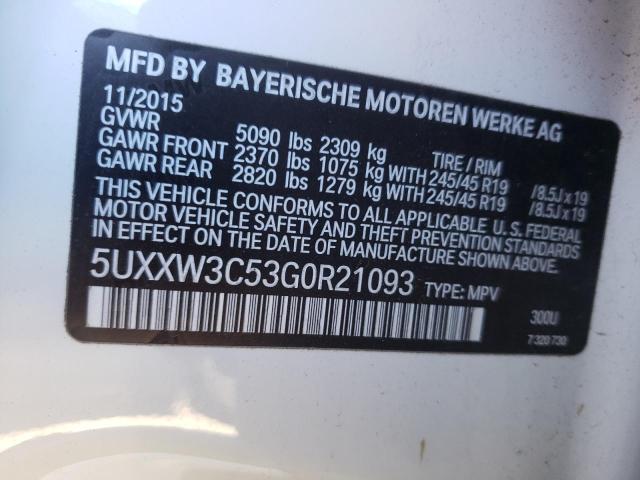 MFD BY BAYERISCHE MOTOREN WERKE AG
11/2015
GVWR 5090 lbs 2309 kg TIRE / RIM
GAWR FRONT 2370 lbs 1075 kg WITH 245/45 R19 /8.5J x 19
GAWR REAR 2820 lbs 1279 kg WITH 245/45 R19 /8.5J x 19
THIS VEHICLE CONFORMS TO ALL APPLICABLE U. S. FEDERAL
MOTOR VEHICLE SAFETY AND THEFT PREVENTION STANDARDS
IN EFFECT ON THE DATE OF MANUFACTURE SHOWN ABOVE.
5UXXW3C53G0R21093 TYPE: MPV
300U
7 320 730